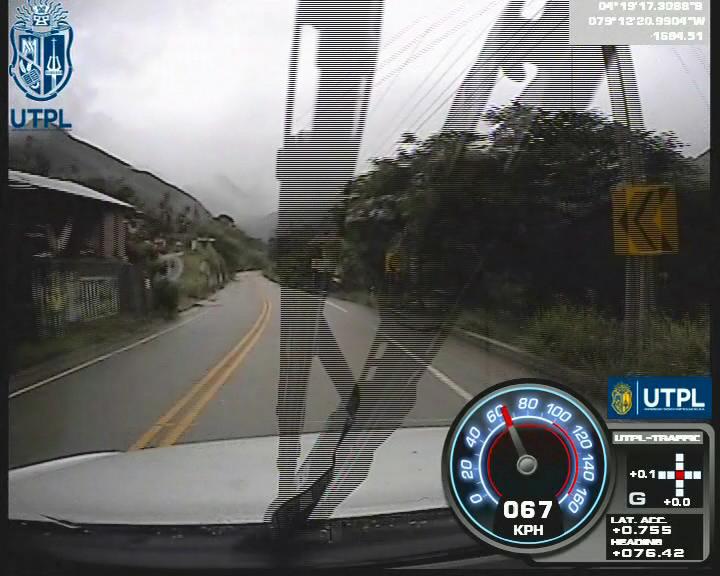 04°19'17.3088"S
079°12'20.9904"W
1684.51
UTPL
UTPL
0 20 40 60 80 100 120 140 160
067
KPH
UTPL-TRAFFIC
+0.1
G
+0.0
LAT. ACC.
+0.755
HEADING
+076.42